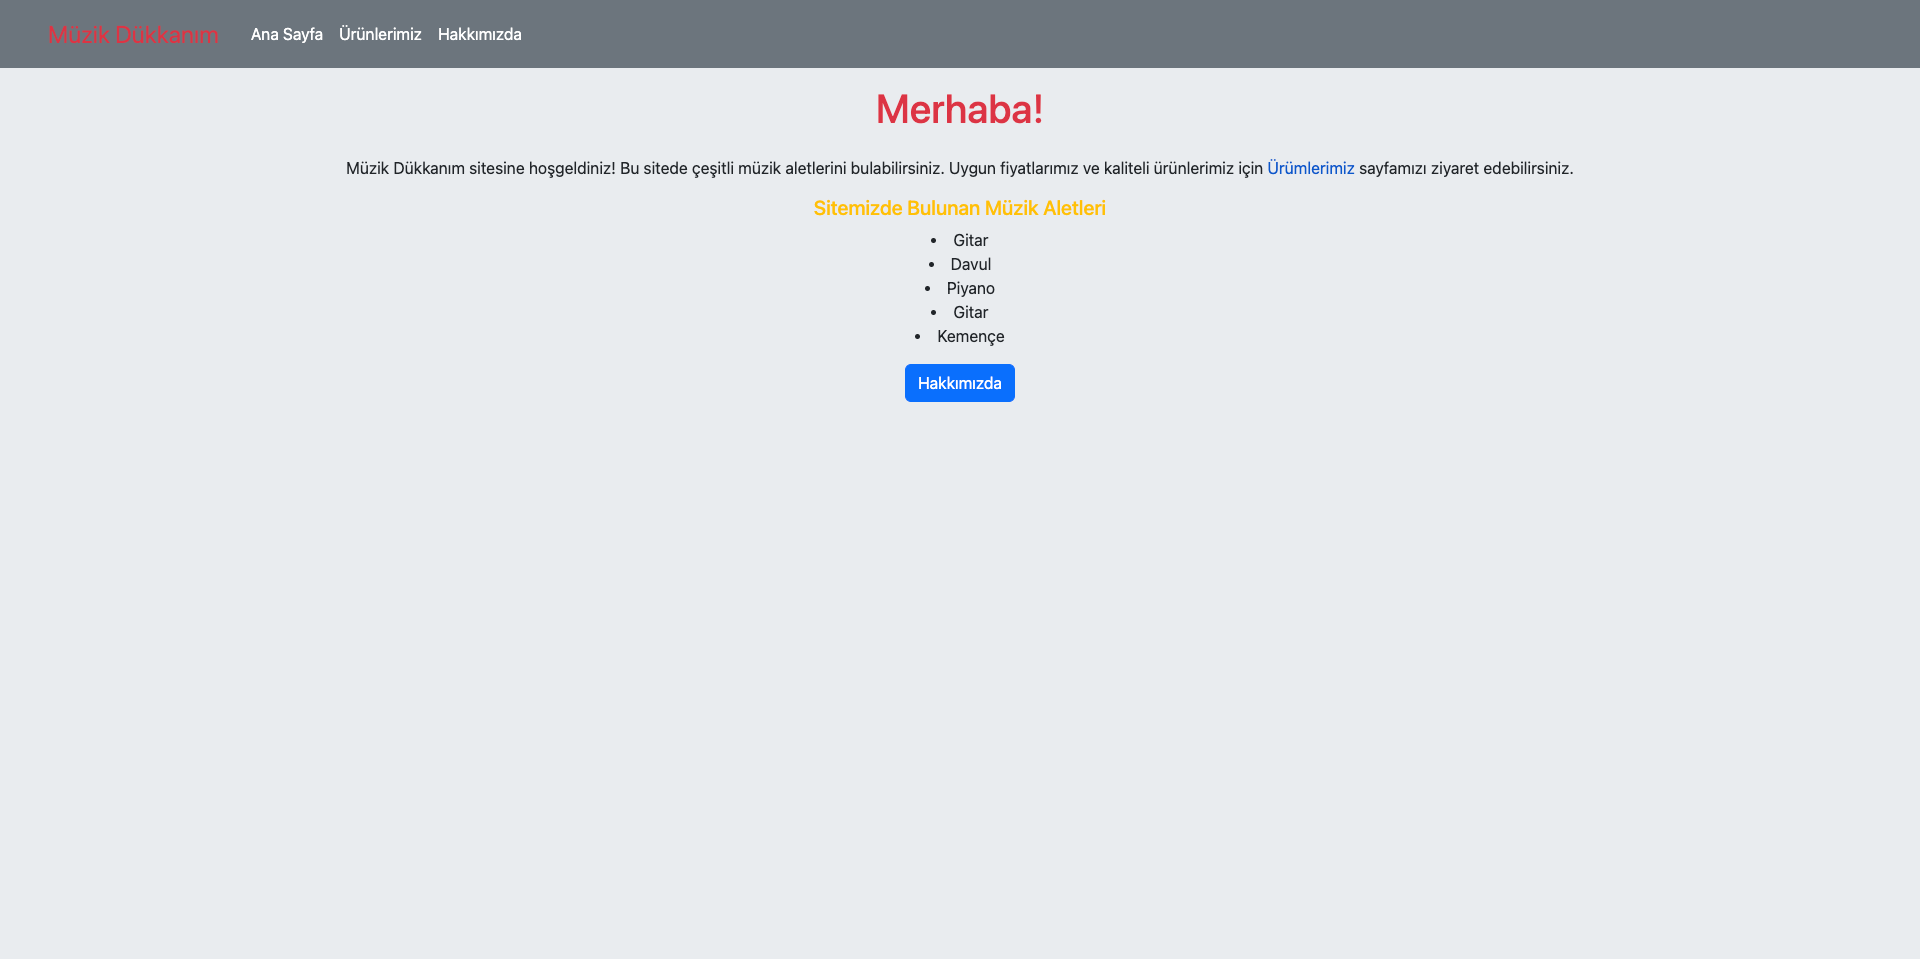 Müzik Dükkanım Ana Sayfa Ürünlerimiz Hakkımızda
Merhaba!
Müzik Dükkanım sitesine hoşgeldiniz! Bu sitede çeşitli müzik aletlerini bulabilirsiniz. Uygun fiyatlarımız ve kaliteli ürünlerimiz için Ürümlerimiz sayfamızı ziyaret edebilirsiniz.
Sitemizde Bulunan Müzik Aletleri
• Gitar
• Davul
• Piyano
• Gitar
• Kemençe
Hakkımızda